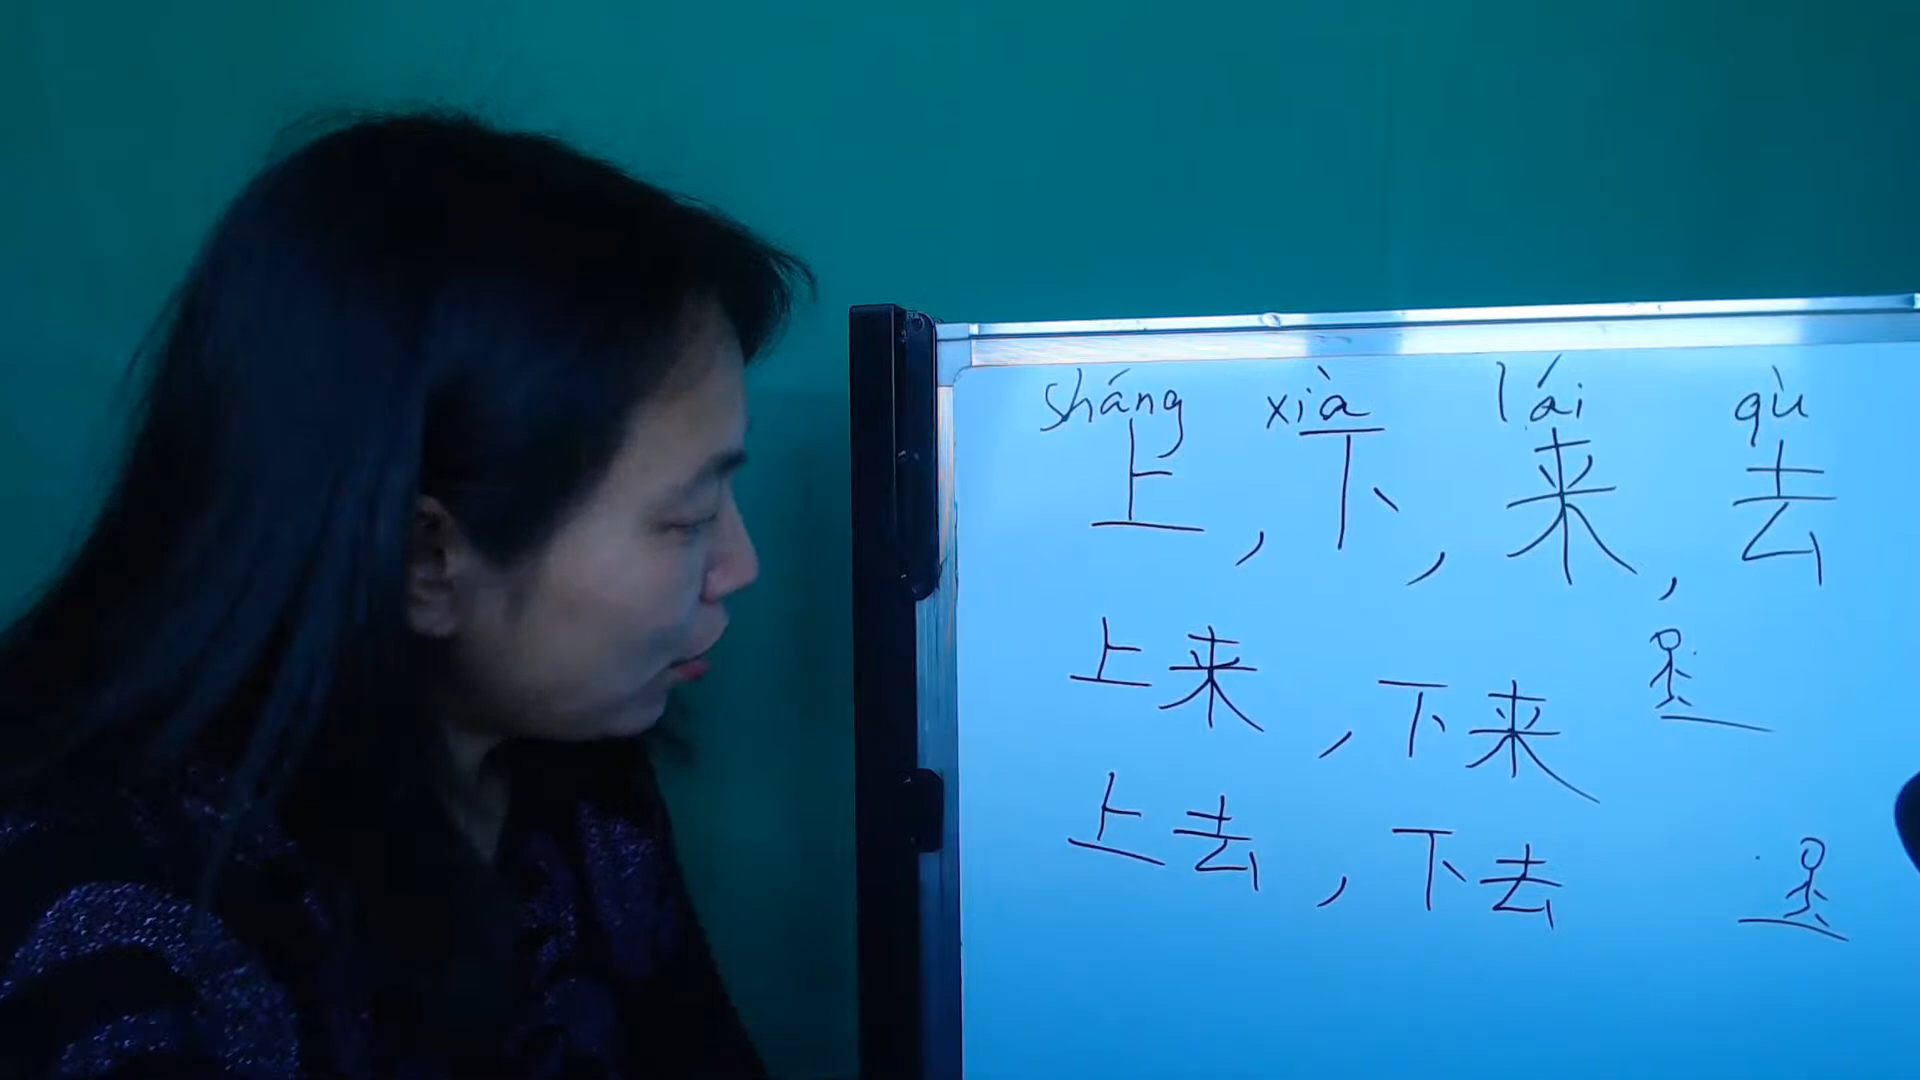 sháng xià lái qù
上,下,来,去
上来,下来
上去,下去